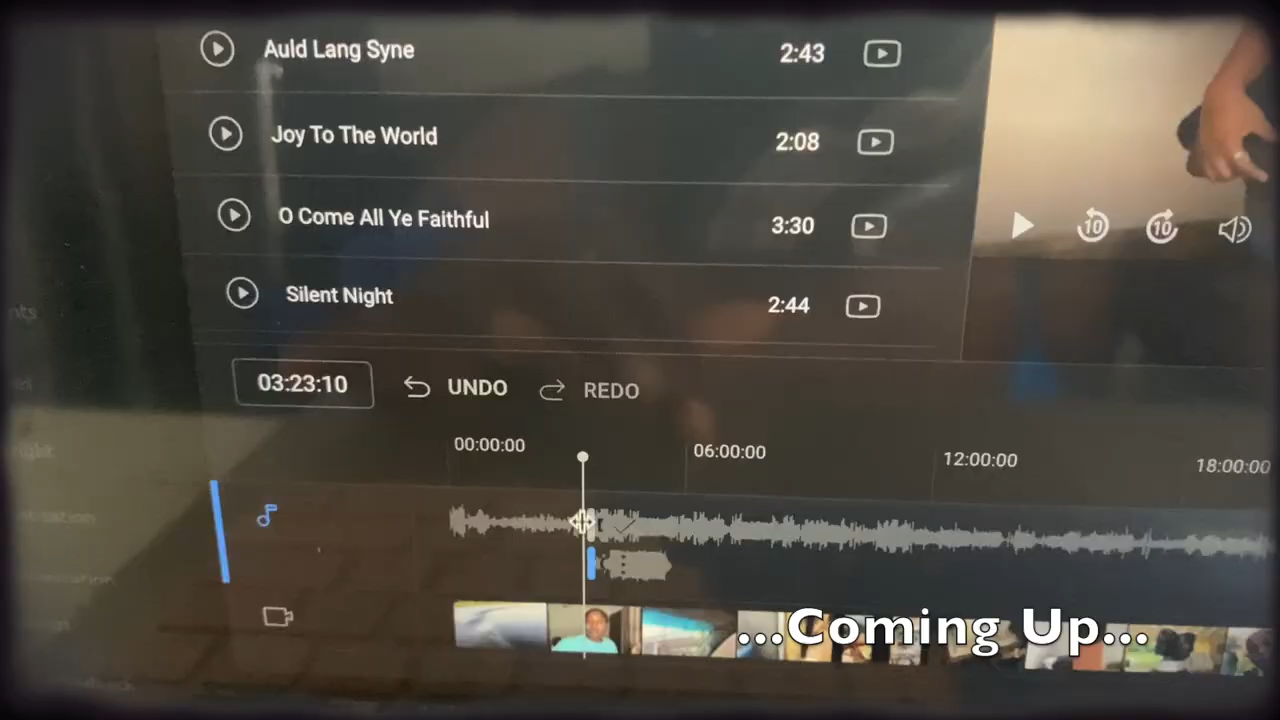 Auld Lang Syne 2:43
Joy To The World 2:08
O Come All Ye Faithful 3:30
10 10
Silent Night 2:44
03:23:10 UNDO REDO
00:00:00 06:00:00 12:00:00 18:00:00
...Coming Up...